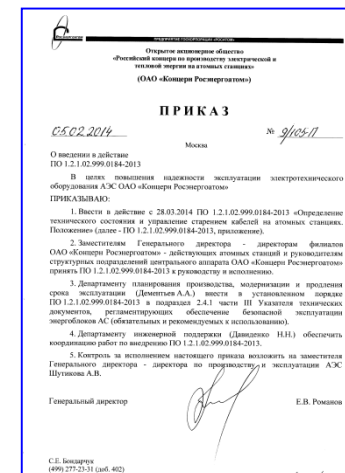 Росэнергоатом
ПРЕДПРИЯТИЕ ГОСКОРПОРАЦИИ «РОСАТОМ»
Открытое акционерное общество
«Российский концерн по производству электрической и
тепловой энергии на атомных станциях»
(ОАО «Концерн Росэнергоатом»)
ПРИКАЗ
05.02.2014 № 9/103-П
Москва
О введении в действие
ПО 1.2.1.02.999.0184-2013
В целях повышения надежности эксплуатации электротехнического
оборудования АЭС ОАО «Концерн Росэнергоатом»
ПРИКАЗЫВАЮ:
1. Ввести в действие с 28.03.2014 ПО 1.2.1.02.999.0184-2013 «Определение
технического состояния и управление старением кабелей на атомных станциях.
Положение» (далее - ПО 1.2.1.02.999.0184-2013, приложение).
2. Заместителям Генерального директора - директорам филиалов
ОАО «Концерн Росэнергоатом» - действующих атомных станций и руководителям
структурных подразделений центрального аппарата ОАО «Концерн Росэнергоатом»
принять ПО 1.2.1.02.999.0184-2013 к руководству и исполнению.
3. Департаменту планирования производства, модернизации и продления
срока эксплуатации (Дементьев А.А.) внести в установленном порядке
ПО 1.2.1.02.999.0184-2013 в подраздел 2.4.1 части III Указателя технических
документов, регламентирующих обеспечение безопасной эксплуатации
энергоблоков АС (обязательных и рекомендуемых к использованию).
4. Департаменту инженерной поддержки (Давиденко Н.Н.) обеспечить
координацию работ по внедрению ПО 1.2.1.02.999.0184-2013.
5. Контроль за исполнением настоящего приказа возложить на заместителя
Генерального директора - директора по производству и эксплуатации АЭС
Шутикова А.В.
Генеральный директор Е.В. Романов
С.Е. Бондарчук
(499) 277-23-31 (доб. 402)